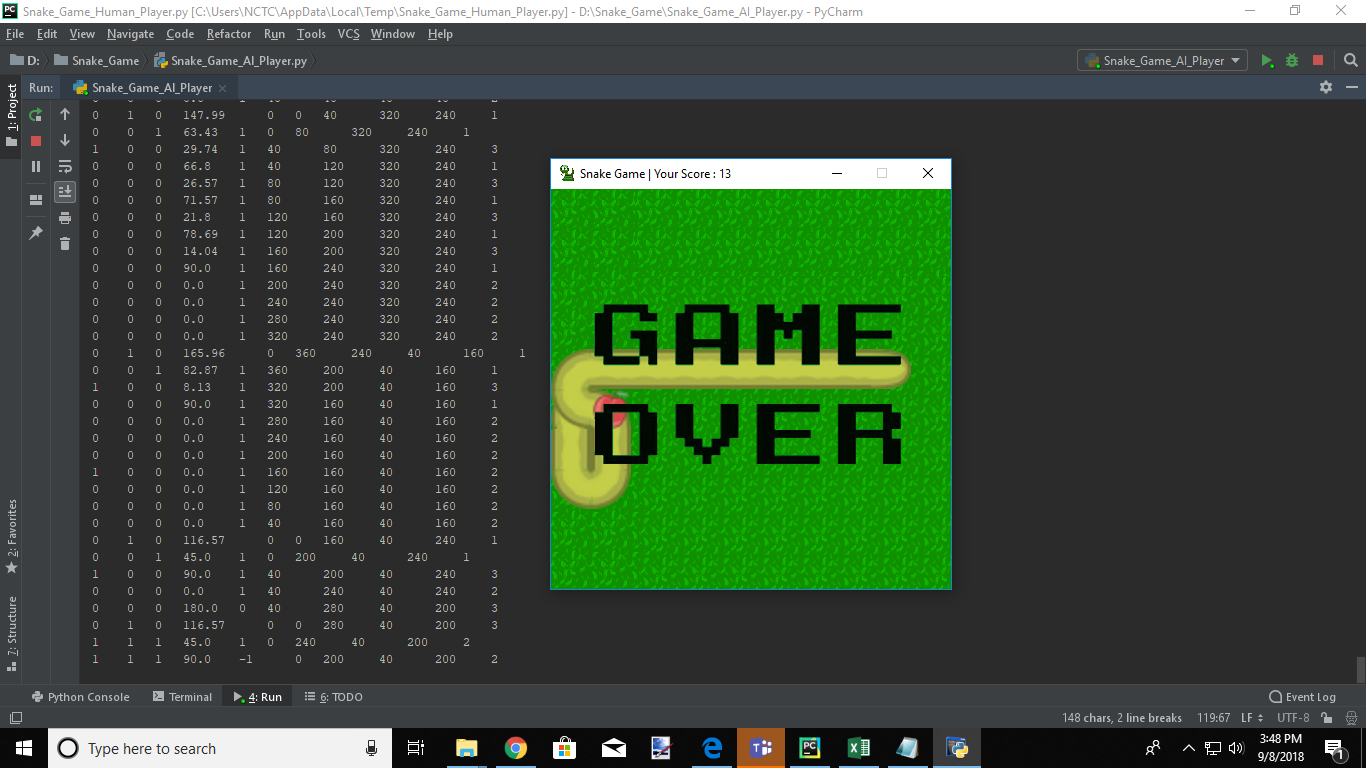 Snake_Game_Human_Player.py [C:\Users\NCTC\AppData\Local\Temp\Snake_Game_Human_Player.py] - D:\Snake_Game\Snake_Game_AI_Player.py - PyCharm
File Edit View Navigate Code Refactor Run Tools VCS Window Help
D: Snake_Game Snake_Game_AI_Player.py Snake_Game_AI_Player
Run: Snake_Game_AI_Player
1: Project
0 1 0 147.99 0 0 40 320 240 1
0 0 1 63.43 1 0 80 320 240 1
1 0 0 29.74 1 40 80 320 240 3
0 0 0 66.8 1 40 120 320 240 1
0 0 0 26.57 1 80 120 320 240 3
0 0 0 71.57 1 80 160 320 240 1
0 0 0 21.8 1 120 160 320 240 3
0 0 0 78.69 1 120 200 320 240 1
0 0 0 14.04 1 160 200 320 240 3
0 0 0 90.0 1 160 240 320 240 1
0 0 0 0.0 1 200 240 320 240 2
0 0 0 0.0 1 240 240 320 240 2
0 0 0 0.0 1 280 240 320 240 2
0 0 0 0.0 1 320 240 320 240 2
0 1 0 165.96 0 360 240 40 160 1
0 0 1 82.87 1 360 200 40 160 1
1 0 0 8.13 1 320 200 40 160 3
0 0 0 90.0 1 320 160 40 160 1
0 0 0 0.0 1 280 160 40 160 2
0 0 0 0.0 1 240 160 40 160 2
0 0 0 0.0 1 200 160 40 160 2
1 0 0 0.0 1 160 160 40 160 2
0 0 0 0.0 1 120 160 40 160 2
0 0 0 0.0 1 80 160 40 160 2
0 0 0 0.0 1 40 160 40 160 2
0 1 0 116.57 0 0 160 40 240 1
0 0 1 45.0 1 0 200 40 240 1
1 0 0 90.0 1 40 200 40 240 3
0 0 0 0.0 1 40 240 40 240 2
0 0 0 180.0 0 40 280 40 200 3
0 1 0 116.57 0 0 280 40 200 3
1 1 1 45.0 1 0 240 40 200 2
1 1 1 90.0 -1 0 200 40 200 2
Snake Game | Your Score : 13
GAME
OVER
2: Favorites
7: Structure
Python Console Terminal 4: Run 6: TODO Event Log
148 chars, 2 line breaks 119:67 LF UTF-8
Type here to search
3:48 PM
9/8/2018
1